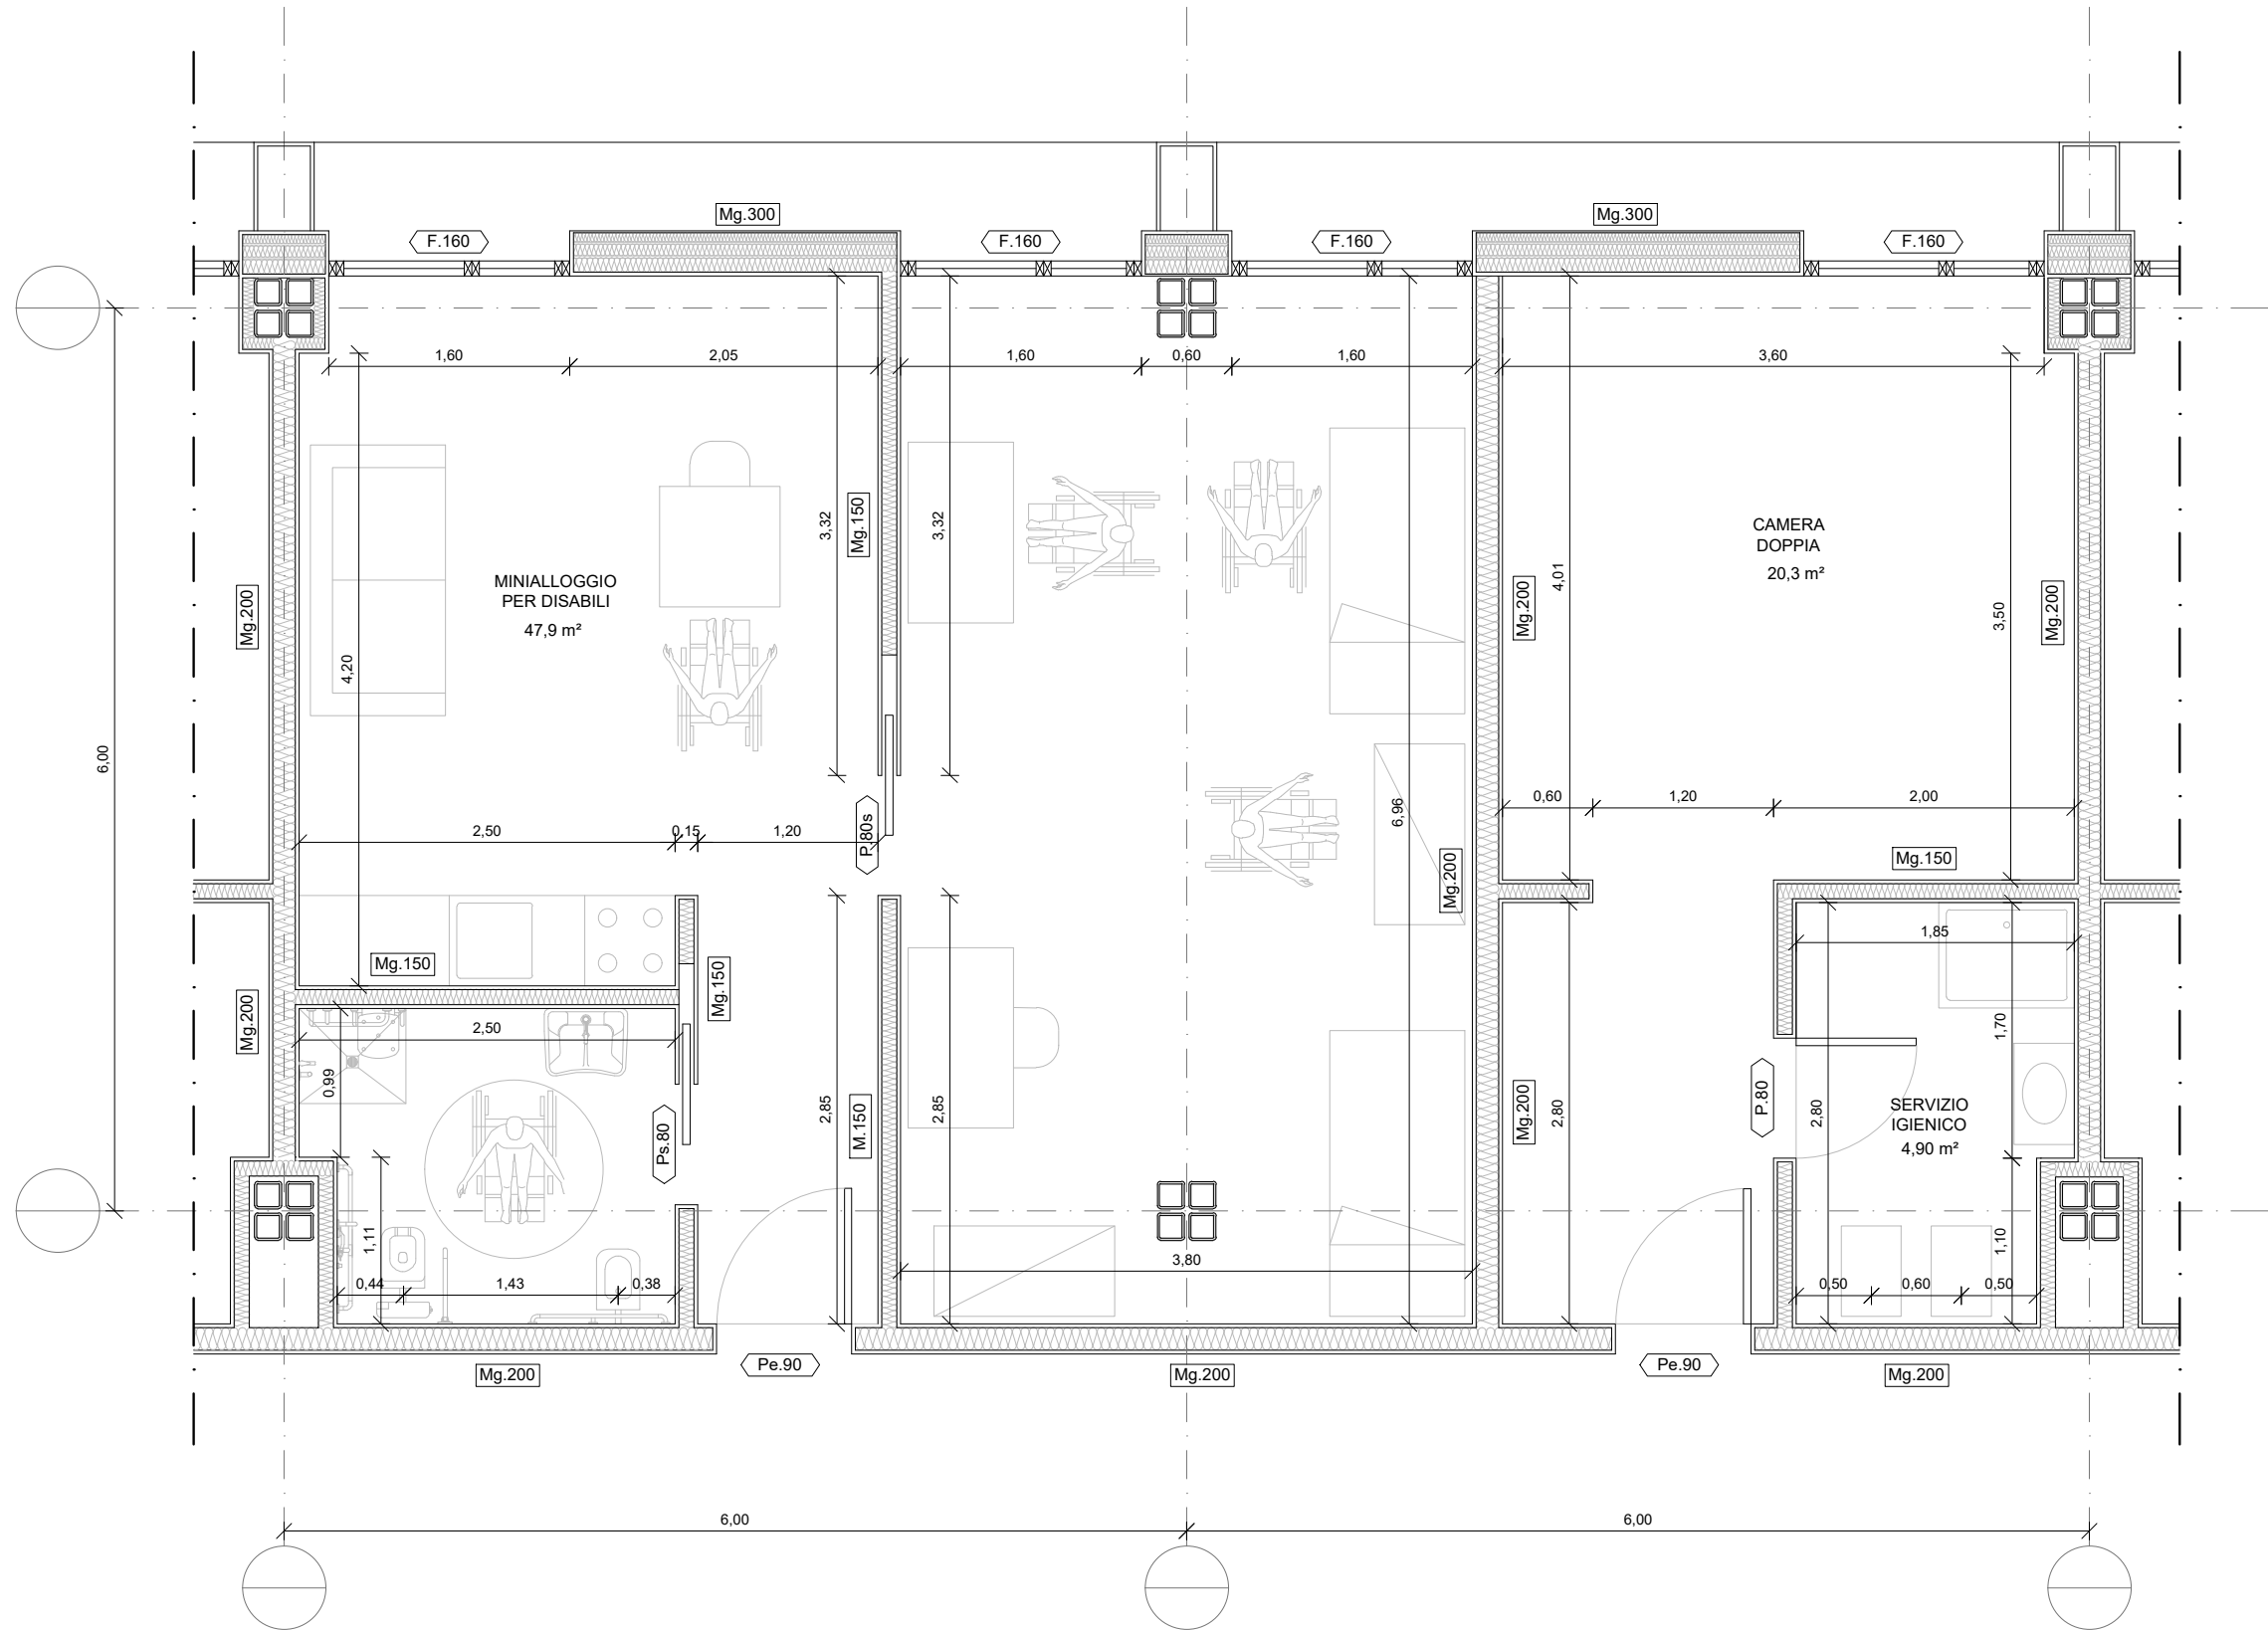 Mg.300
Mg.300
F.160
F.160
F.160
F.160
1,60
2,05
1,60
0,60
1,60
3,60
3,32
Mg.150
3,32
CAMERA
DOPPIA
20,3 m²
MINIALLOGGIO
PER DISABILI
47,9 m²
Mg.200
4,20
Mg.200
4,01
3,50
Mg.200
6,00
2,50
0,15
1,20
P.80s
6,96
0,60
1,20
2,00
Mg.200
Mg.150
Mg.150
Mg.150
1,85
Mg.200
2,50
0,99
1,70
Ps.80
2,85
M.150
2,85
Mg.200
2,80
P.80
2,80
SERVIZIO
IGIENICO
4,90 m²
1,11
1,10
0,44
1,43
0,38
3,80
0,50
0,60
0,50
Mg.200
Pe.90
Mg.200
Pe.90
Mg.200
6,00
6,00